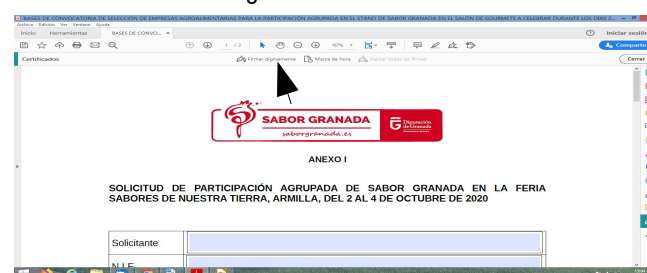 BASES DE CONVOCATORIA DE SELECCIÓN DE EMPRESAS AGROALIMENTARIAS PARA LA PARTICIPACIÓN AGRUPADA EN EL STAND DE SABOR GRANADA EN EL SALÓN DE GOURMETS A CELEBRAR DURANTE LOS DÍAS 2...
Archivo Edición Ver Ventana Ayuda
Inicio Herramientas BASES DE CONVO... Iniciar sesión
1 / 2 167% Compartir
Certificados Firmar digitalmente Marca de hora Validar todas las firmas Cerrar
SABOR GRANADA
saborgranada.es
Diputación
de Granada
ANEXO I
SOLICITUD DE PARTICIPACIÓN AGRUPADA DE SABOR GRANADA EN LA FERIA
SABORES DE NUESTRA TIERRA, ARMILLA, DEL 2 AL 4 DE OCTUBRE DE 2020
Solicitante
N.I.F.